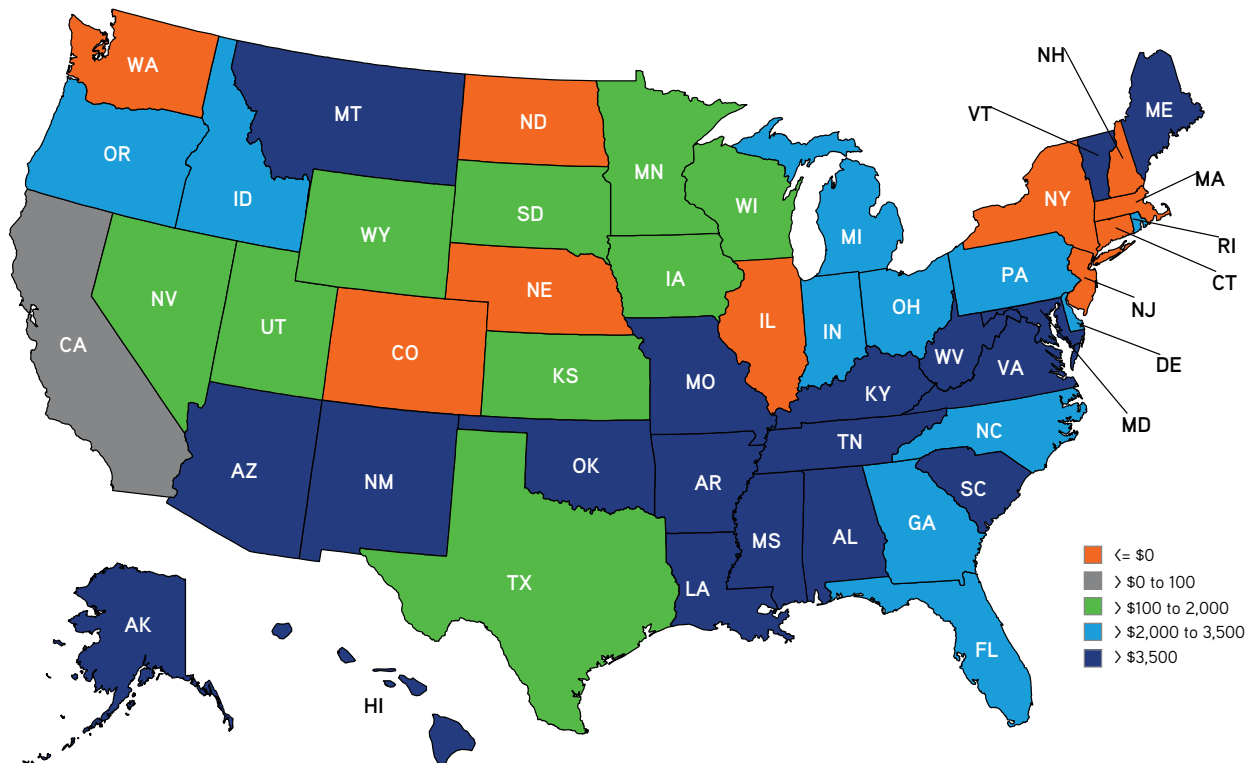 NH
WA
ME
ND
MT
VT
OR
MN
MA
ID
NY
WI
SD
WY
MI
RI
PA
IA
CT
NE
NV
OH
NJ
IL
IN
UT
CA
CO
WV
DE
VA
KS
MO
KY
MD
NC
TN
OK
AZ
NM
AR
SC
GA
MS
AL
<= $0
TX
> $0 to 100
LA
> $100 to 2,000
AK
> $2,000 to 3,500
FL
> $3,500
HI